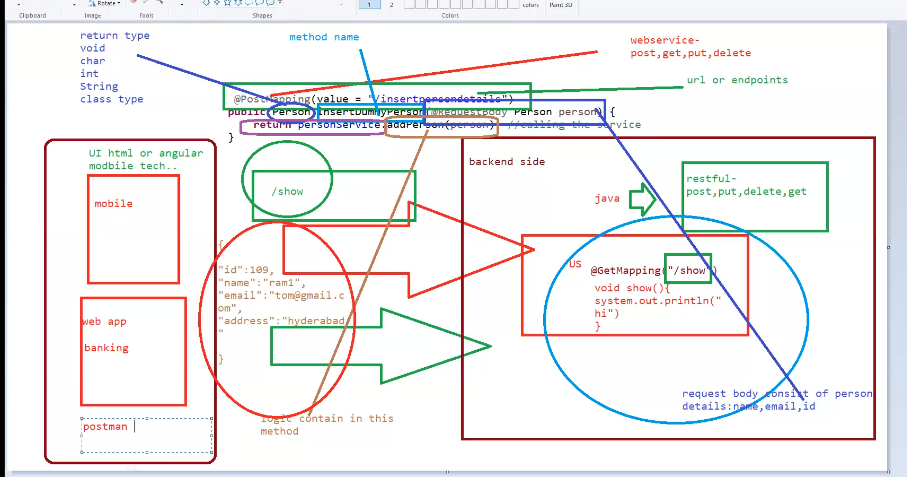 Rotate
1
2
colors
Paint 3D
Clipboard
Image
Tools
Shapes
Colors
return type
void
char
int
String
class type
method name
webservice-
post,get,put,delete
url or endpoints
@PostMapping(value = "/insertpersondetails")
public Person insertDummyPerson(@RequestBody Person person) {
return personService.addPerson(person); //calling the service
}
UI html or angular
modbile tech..
mobile
web app
banking
postman
/show
{
"id":109,
"name":"ram1",
"email":"tom@gmail.c
om",
"address":"hyderabad
"
}
logic contain in this
method
backend side
java
restful-
post,put,delete,get
US
@GetMapping("/show")
void show(){
system.out.println("
hi")
}
request body consist of person
details:name,email,id